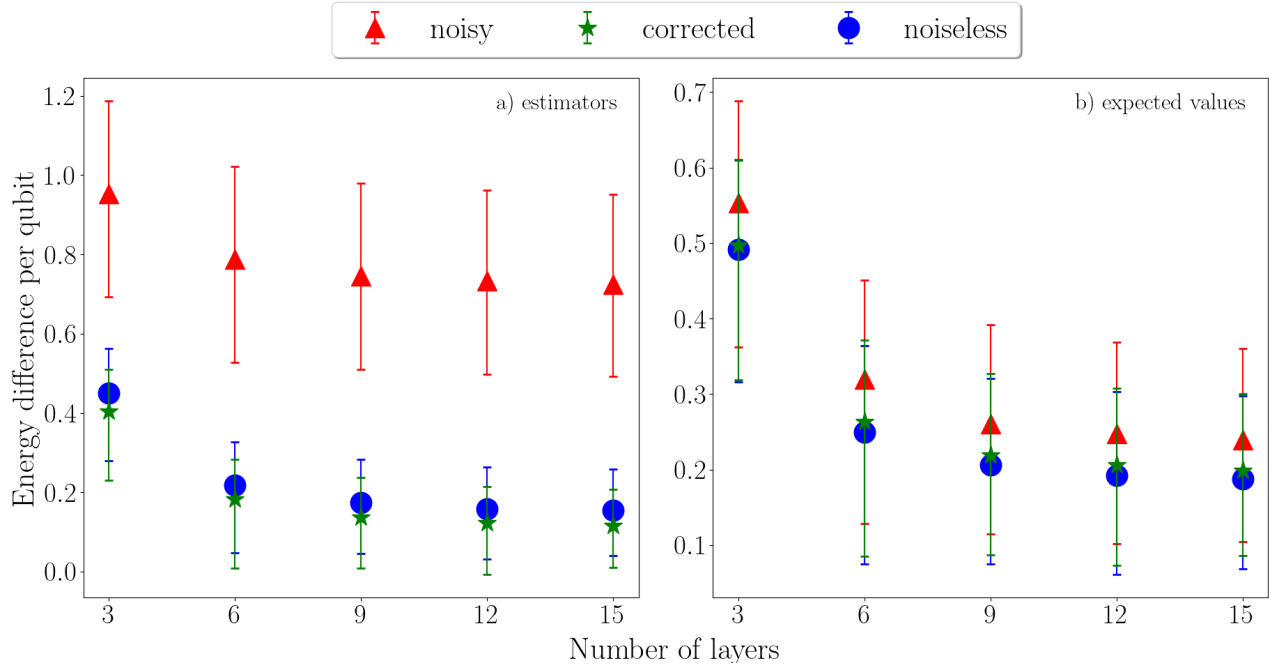 noisy corrected noiseless
a) estimators
b) expected values
Energy difference per qubit
1.2
1.0
0.8
0.6
0.4
0.2
0.0
3 6 9 12 15
0.7
0.6
0.5
0.4
0.3
0.2
0.1
3 6 9 12 15
Number of layers